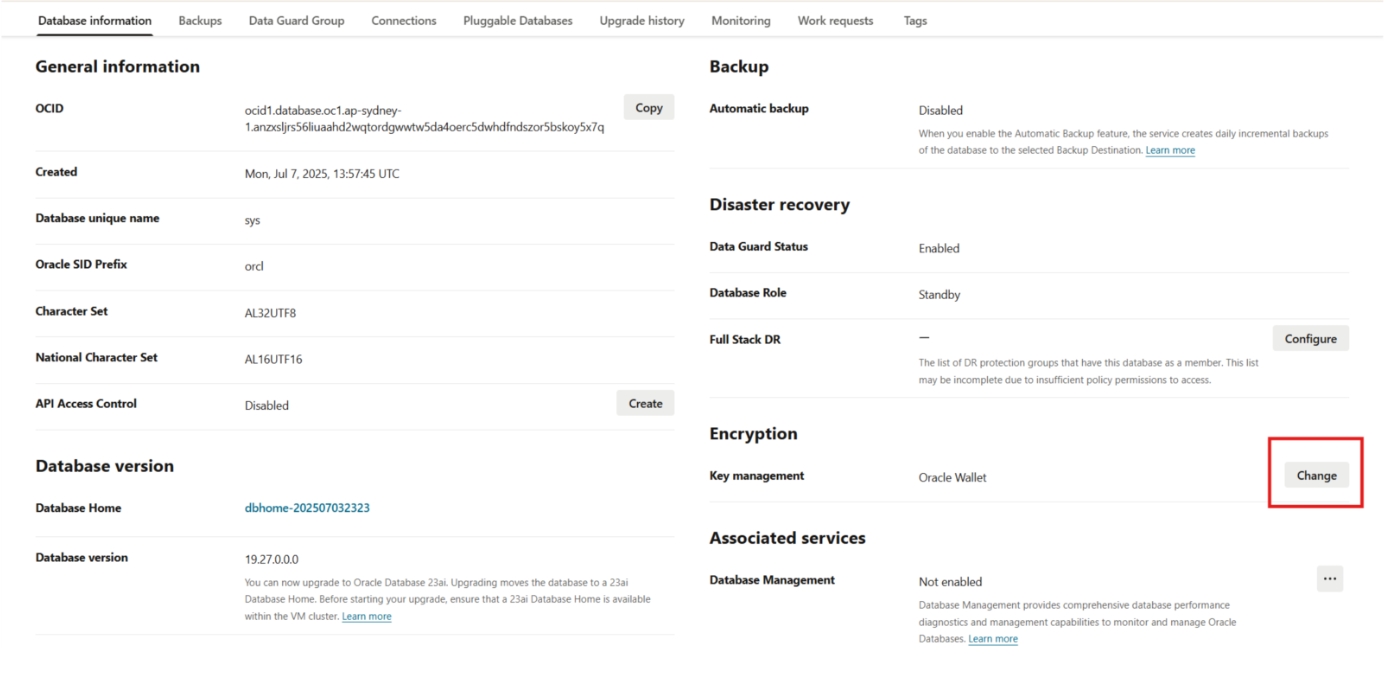 Database information Backups Data Guard Group Connections Pluggable Databases Upgrade history Monitoring Work requests Tags
General information
OCID
ocid1.database.oc1.ap-sydney-
1.anzxsljrs56liuaahd2wqtordgwwtw5da4oerc5dwhdfndszor5bskoy5x7q
Copy
Created
Mon, Jul 7, 2025, 13:57:45 UTC
Database unique name
sys
Oracle SID Prefix
orcl
Character Set
AL32UTF8
National Character Set
AL16UTF16
API Access Control
Disabled
Create
Database version
Database Home
dbhome-202507032323
Database version
19.27.0.0.0
You can now upgrade to Oracle Database 23ai. Upgrading moves the database to a 23ai
Database Home. Before starting your upgrade, ensure that a 23ai Database Home is available
within the VM cluster. Learn more
Backup
Automatic backup
Disabled
When you enable the Automatic Backup feature, the service creates daily incremental backups
of the database to the selected Backup Destination. Learn more
Disaster recovery
Data Guard Status
Enabled
Database Role
Standby
Full Stack DR
—
Configure
The list of DR protection groups that have this database as a member. This list
may be incomplete due to insufficient policy permissions to access.
Encryption
Key management
Oracle Wallet
Change
Associated services
Database Management
Not enabled
...
Database Management provides comprehensive database performance
diagnostics and management capabilities to monitor and manage Oracle
Databases. Learn more